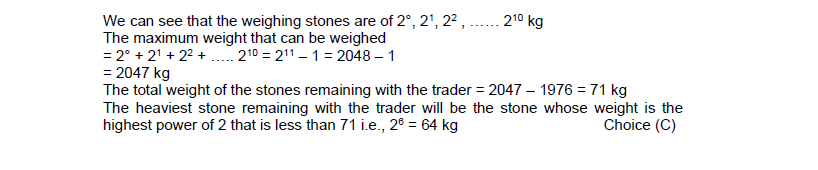 We can see that the weighing stones are of 2°, 2¹, 2² , …… 2¹⁰ kg
The maximum weight that can be weighed
= 2° + 2¹ + 2² + ….. 2¹⁰ = 2¹¹ – 1 = 2048 – 1
= 2047 kg
The total weight of the stones remaining with the trader = 2047 – 1976 = 71 kg
The heaviest stone remaining with the trader will be the stone whose weight is the
highest power of 2 that is less than 71 i.e., 2⁶ = 64 kg Choice (C)